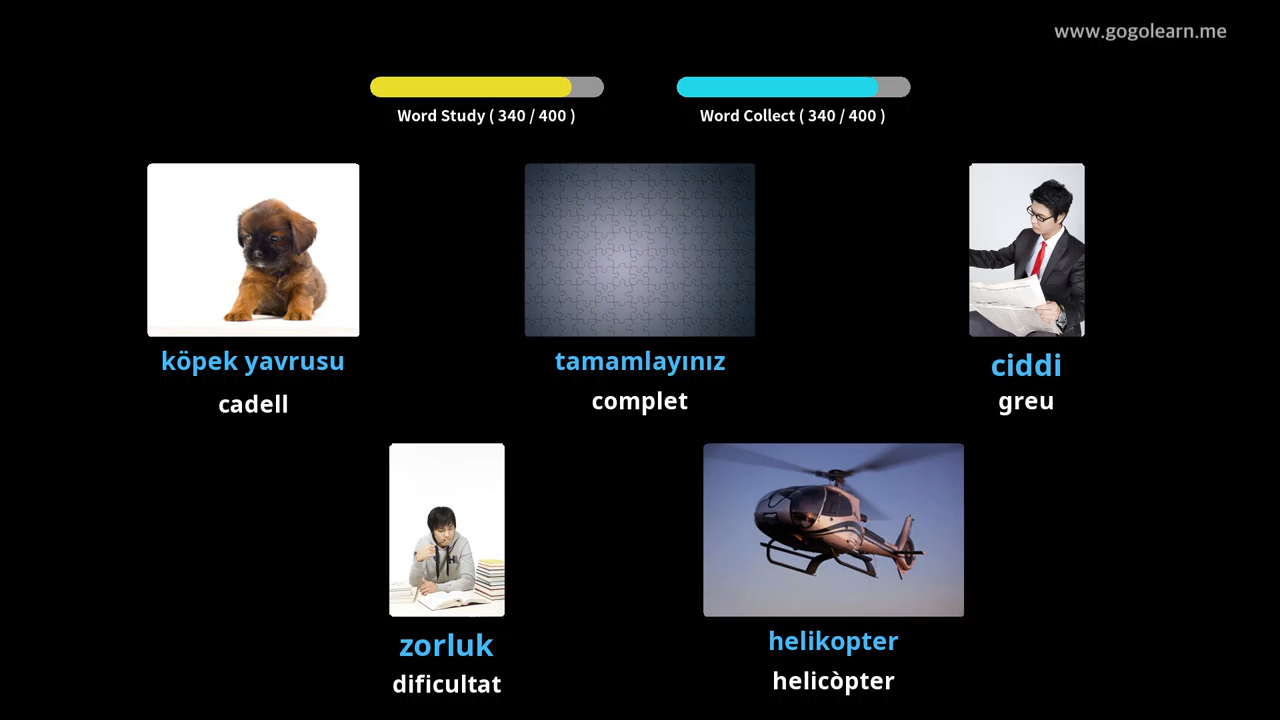 www.gogolearn.me
Word Study ( 340 / 400 )
Word Collect ( 340 / 400 )
köpek yavrusu
cadell
tamamlayınız
complet
ciddi
greu
zorluk
dificultat
helikopter
helicòpter